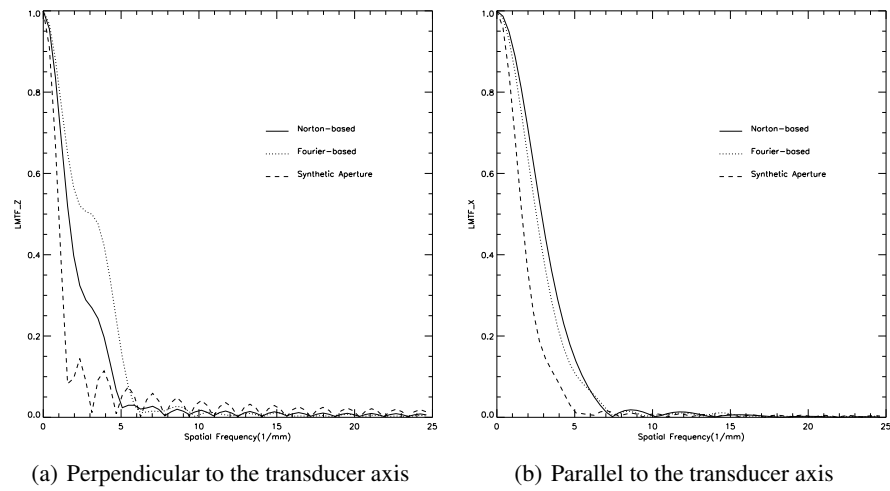 1.0
0.8
0.6
0.4
0.2
0.0
LMTF_Z
Norton-based
Fourier-based
Synthetic Aperture
0 5 10 15 20 25
Spatial Frequency(1/mm)
(a) Perpendicular to the transducer axis
1.0
0.8
0.6
0.4
0.2
0.0
LMTF_X
Norton-based
Fourier-based
Synthetic Aperture
0 5 10 15 20 25
Spatial Frequency(1/mm)
(b) Parallel to the transducer axis